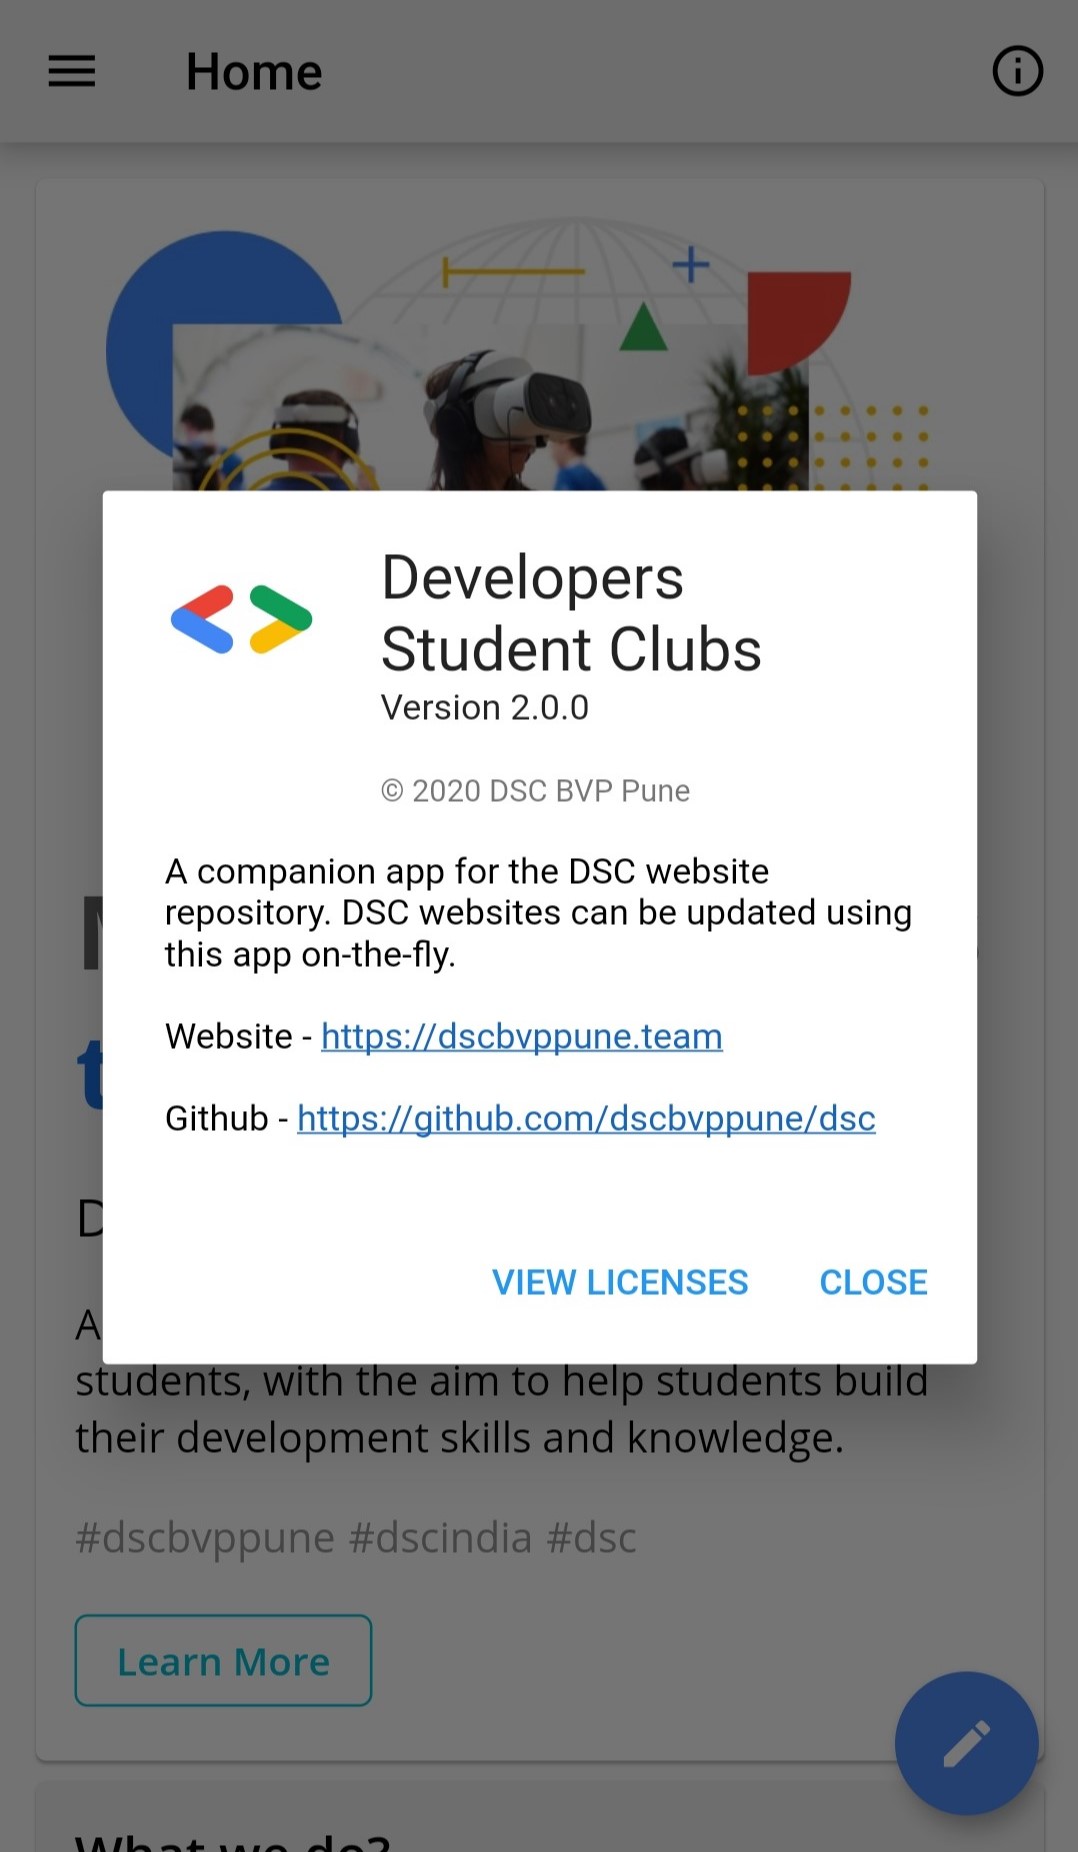 Home
Developers
Student Clubs
Version 2.0.0
© 2020 DSC BVP Pune
A companion app for the DSC website
repository. DSC websites can be updated using
this app on-the-fly.
Website - https://dscbvppune.team
Github - https://github.com/dscbvppune/dsc
VIEW LICENSES CLOSE
students, with the aim to help students build
their development skills and knowledge.
#dscbvppune #dscindia #dsc
Learn More
What we do?